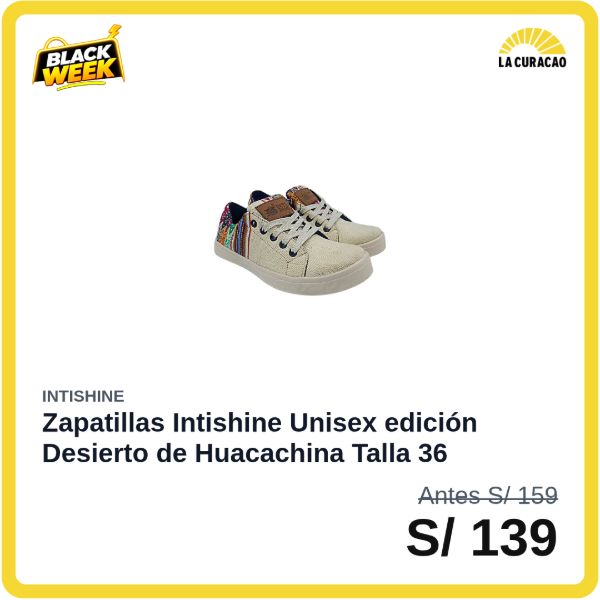 BLACK
WEEK
LA CURACAO
INTISHINE
Zapatillas Intishine Unisex edición
Desierto de Huacachina Talla 36
Antes S/ 159
S/ 139